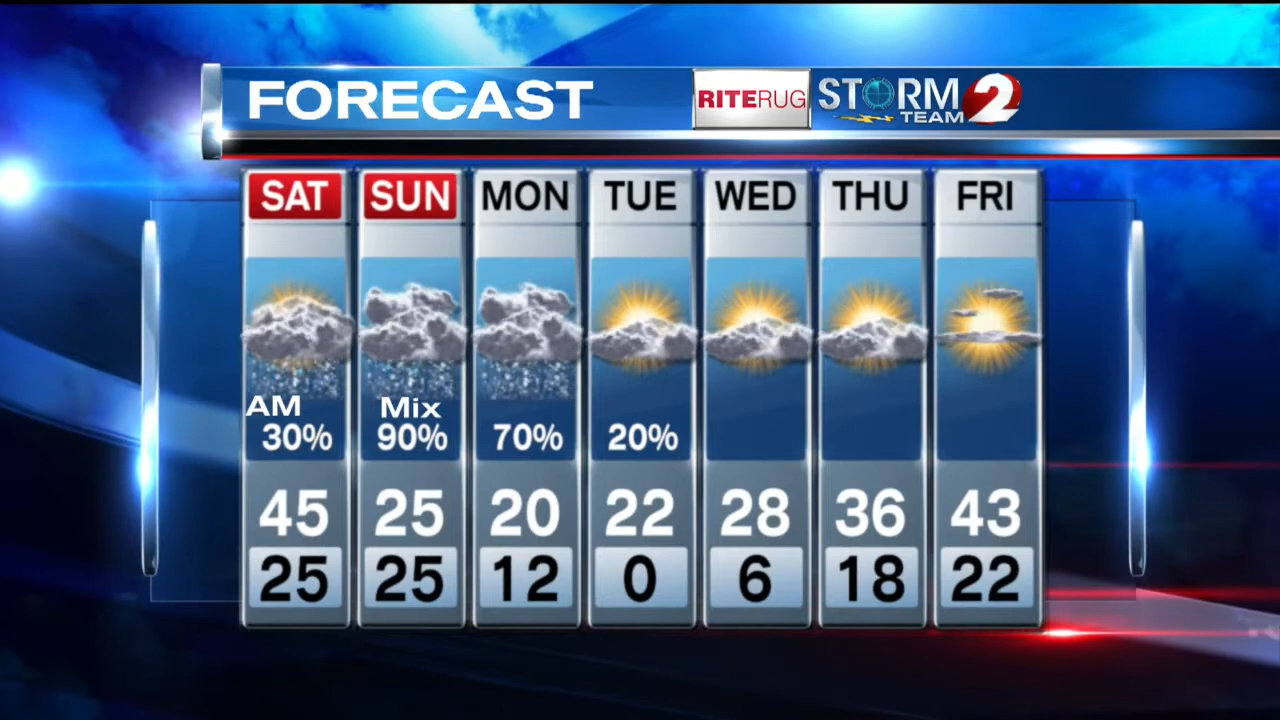 FORECAST
RITERUG
STORM
TEAM 2
SAT SUN MON TUE WED THU FRI
AM Mix
30% 90% 70% 20%
45 25 20 22 28 36 43
25 25 12 0 6 18 22